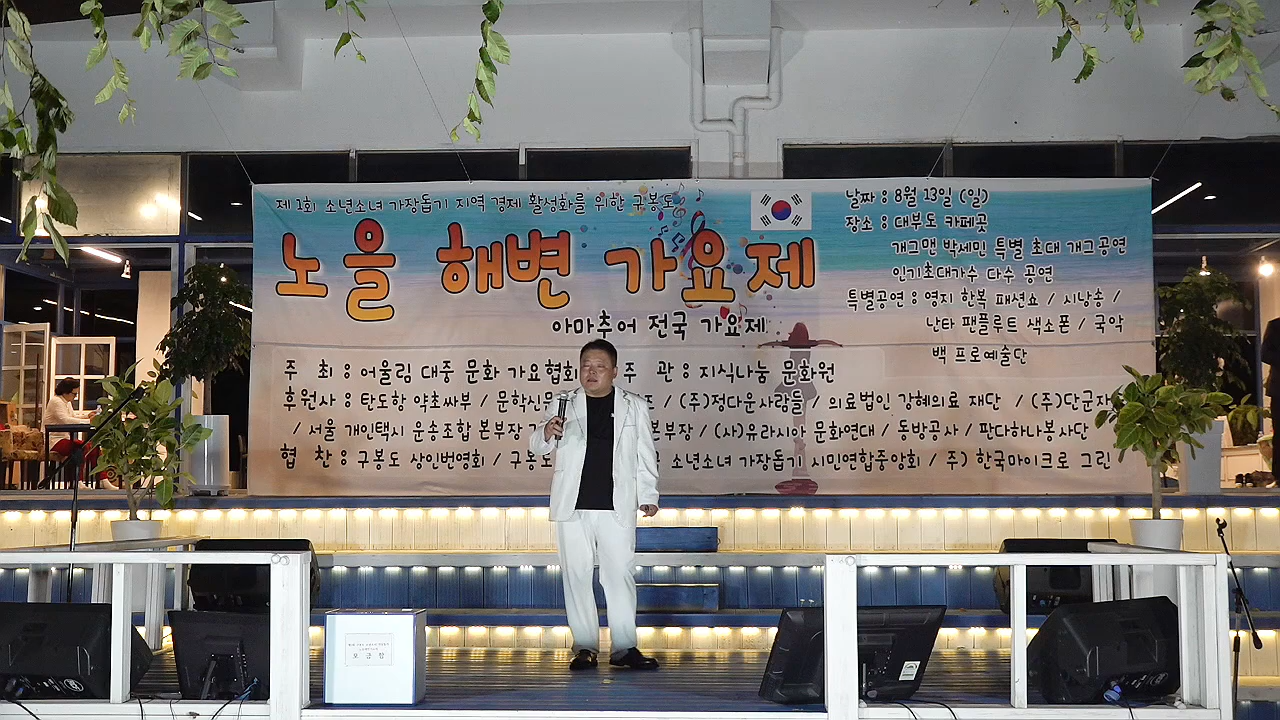 제 1회 소년소녀 가장돕기 지역 경제 활성화를 위한 구봉도
노을 해변 가요제
아마추어 전국 가요제
날짜 : 8월 13일 (일)
장소 : 대부도 카페곳
개그맨 박세민 특별 초대 개그공연
인기초대가수 다수 공연
특별공연 : 영지 한복 패션쇼 / 시낭송 /
난타 팬플루트 색소폰 / 국악
백 프로예술단
주 최 : 어울림 대중 문화 가요협회 주 관 : 지식나눔 문화원
후원사 : 탄도항 약초싸부 / 문학신문 / (주)정다운사람들 / 의료법인 강혜의료 재단 / (주)단군자
/ 서울 개인택시 운송조합 본부장 본부장 / (사)유라시아 문화연대 / 동방공사 / 판다하나봉사단
협 찬 : 구봉도 상인번영회 / 소년소녀 가장돕기 시민연합중앙회 / 주) 한국마이크로 그린
모 금 함